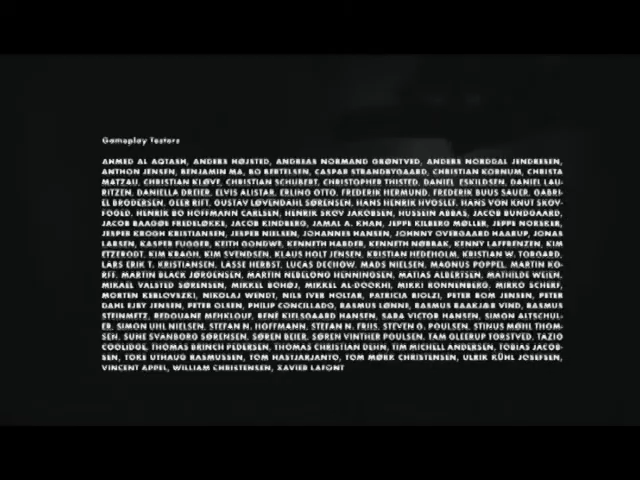 Gameplay Testers
AHMED AL AQTASH, ANDERS HØJSTED, ANDREAS NORMAND GRØNTVED, ANDERS NORDDAL JENDRESEN,
ANTHON JENSEN, BENJAMIN MA, BO BERTELSEN, CASPAR STRANDBYGAARD, CHRISTIAN KORNUM, CHRISTA
MATZAU, CHRISTIAN KLØVE, CHRISTIAN SCHUBERT, CHRISTOPHER THISTED, DANIEL ESKILDSEN, DANIEL LAU-
RITZEN, DANIELLA DREIER, ELVIS ALISTAR, ERLING OTTO, FREDERIK HERMUND, FREDERIK BUUS SAUER, GABRI-
EL BRODERSEN, GLER RIFT, GUSTAV LØVENDAHL SØRENSEN, HANS HENRIK HVOSLEF, HANS VON KNUT SKOV-
FOGED, HENRIK BO HOFFMANN CARLSEN, HENRIK SKOV JAKOBSEN, HUSSEIN ABBAS, JACOB BUNDGAARD,
JACOB BAAGØE FREDELØKKE, JACOB KINDBERG, JAMAL A. KHAN, JEPPE KILBERG MØLLER, JEPPE NORSKER,
JESPER KROGH KRISTIANSEN, JESPER NIELSEN, JOHANNES HANSEN, JOHNNY OVERGAARD HAARUP, JONAS
LARSEN, KASPER FUGGER, KEITH GONDWE, KENNETH HARDER, KENNETH NØRRAK, KENNY LAFFRENZEN, KIM
ETZERODT, KIM KRAGH, KIM SVENDSEN, KLAUS HOLT JENSEN, KRISTIAN HEDEHOLM, KRISTIAN W. TORGARD,
LARS ERIK T. KRISTIANSEN, LASSE HERBST, LUCAS DECHOW, MADS NIELSEN, MAGNUS POPPEL, MARTIN KO-
FF, MARTIN BLACK JØRGENSEN, MARTIN NEBELONG HENNINGSEN, MATIAS ALBERTSEN, MATHILDE WEIEN,
MIKAEL VALSTED SØRENSEN, MIKKEL BOHØJ, MIKKEL AL-DOOKHI, MIKKI RONNENBERG, MIRKO SCHERF,
MORTEN KERLOVSZKI, NIKOLAJ WENDT, NILS IVER HOLTAR, PATRICIA BIOLZI, PETER BOM JENSEN, PETER
DAHL EJBY JENSEN, PETER OLSEN, PHILIP CONCILLADO, RASMUS LØNNE, RASMUS RAAKJÆR VIND, RASMUS
STEINMETZ, REDOUANE MEHKLOUF, RENÉ KIELSGAARD HANSEN, SARA VICTOR HANSEN, SIMON ALTSCHUL-
ER, SIMON UHL NIELSEN, STEFAN N. HOFFMANN, STEFAN N. FRIIS, STEVEN G. POULSEN, STINUS MØHL THOM-
SEN, SUNE SVANBORG SØRENSEN, SØREN BEIER, SØREN VINTHER POULSEN, TAM GLEERUP TORSTVED, TAZIO
COOLIDGE, THOMAS BRINCH PEDERSEN, THOMAS CHRISTIAN DEHN, TIM MICHELL ANDERSEN, TOBIAS JACOB-
SEN, TOKE UTHAUG RASMUSSEN, TOM HASTJARJANTO, TOM MØRK CHRISTENSEN, ULRIK KÜHL JOSEFSEN,
VINCENT APPEL, WILLIAM CHRISTENSEN, XAVIER LAFONT